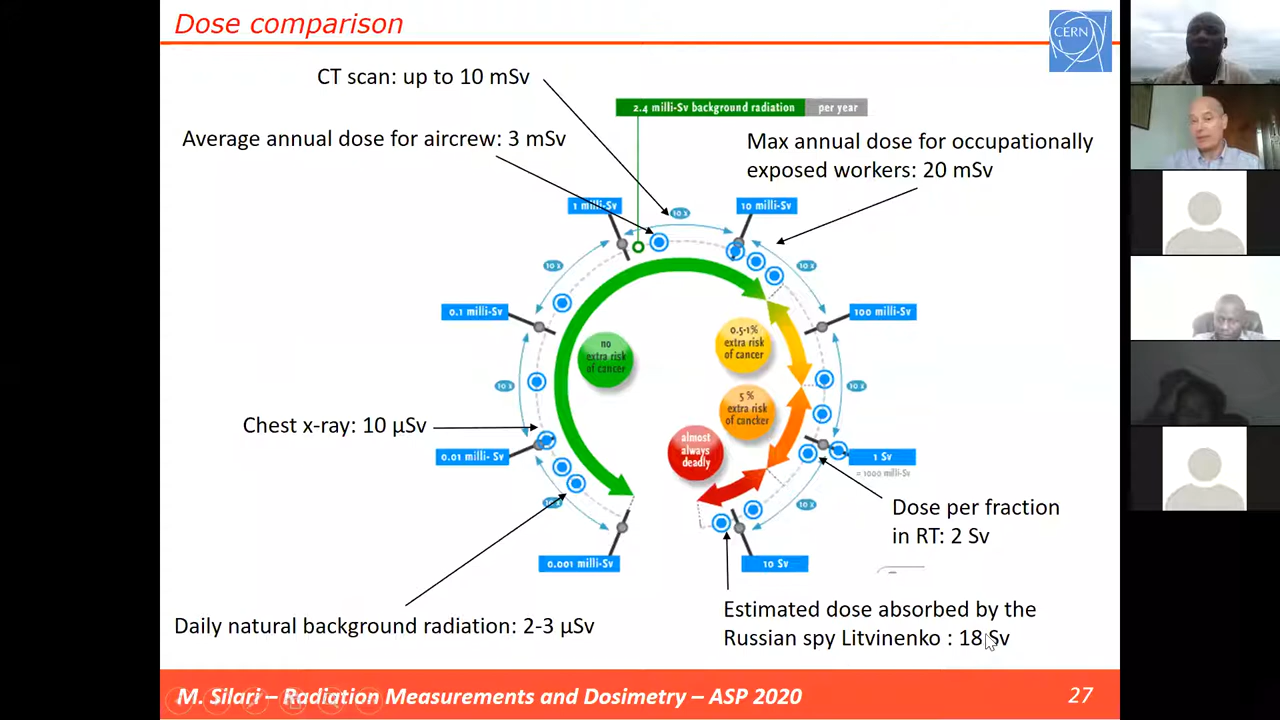 Dose comparison
CERN
CT scan: up to 10 mSv
2.4 milli-Sv background radiation per year
Average annual dose for aircrew: 3 mSv
Max annual dose for occupationally
exposed workers: 20 mSv
1 milli-Sv
10 x
10 milli-Sv
10 x
10 x
0.1 milli-Sv
100 milli-Sv
no
extra risk
of cancer
0.5-1%
extra risk
of cancer
10 x
10 x
5 %
extra risk
of cancker
Chest x-ray: 10 µSv
almost
always
deadly
0.01 milli- Sv
1 Sv
= 1000 milli-Sv
10 x
10 x
Dose per fraction
in RT: 2 Sv
0.001 milli-Sv
10 Sv
Estimated dose absorbed by the
Russian spy Litvinenko : 18 Sv
Daily natural background radiation: 2-3 µSv
M. Silari – Radiation Measurements and Dosimetry – ASP 2020
27